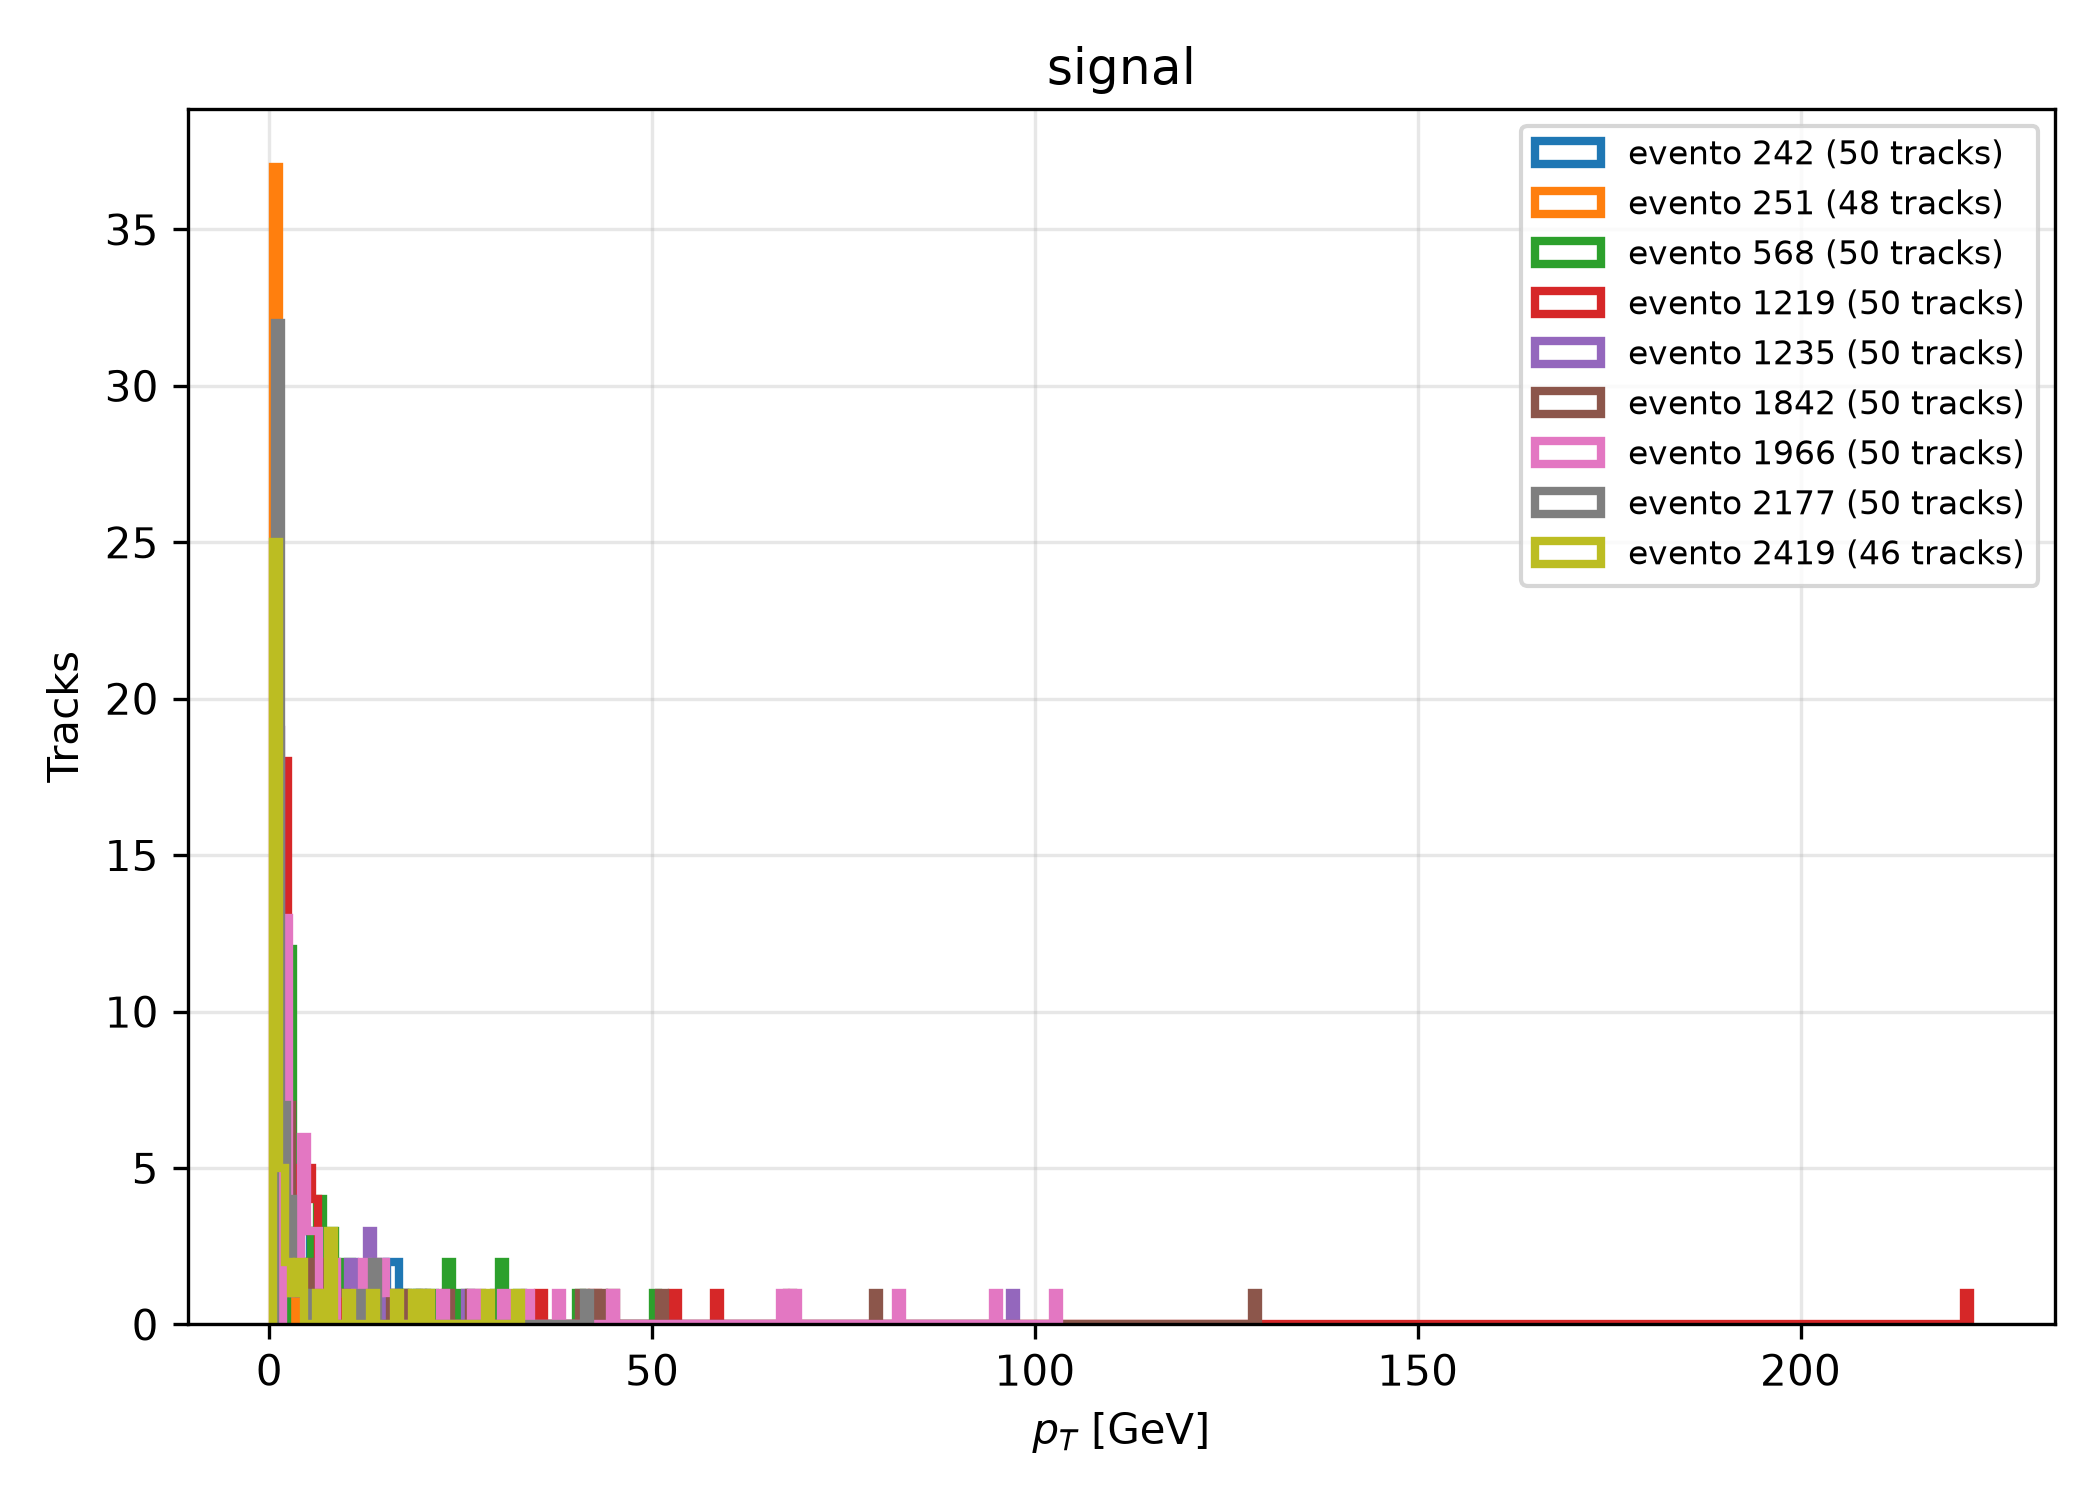 signal
evento 242 (50 tracks)
evento 251 (48 tracks)
evento 568 (50 tracks)
evento 1219 (50 tracks)
evento 1235 (50 tracks)
evento 1842 (50 tracks)
evento 1966 (50 tracks)
evento 2177 (50 tracks)
evento 2419 (46 tracks)
35
30
25
20
15
10
5
0
Tracks
0 50 100 150 200
p_T [GeV]